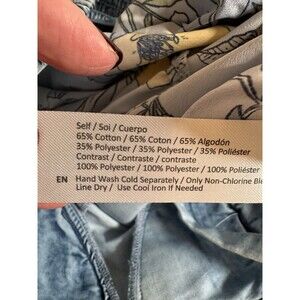 Self / Soi / Cuerpo
65% Cotton / 65% Coton / 65% Algodón
35% Polyester / 35% Polyester / 35% Poliéster
Contrast / Contraste / contraste
100% Polyester / 100% Polyester / 100% Poliéster
EN Hand Wash Cold Separately / Only Non-Chlorine Ble
Line Dry / Use Cool Iron If Needed